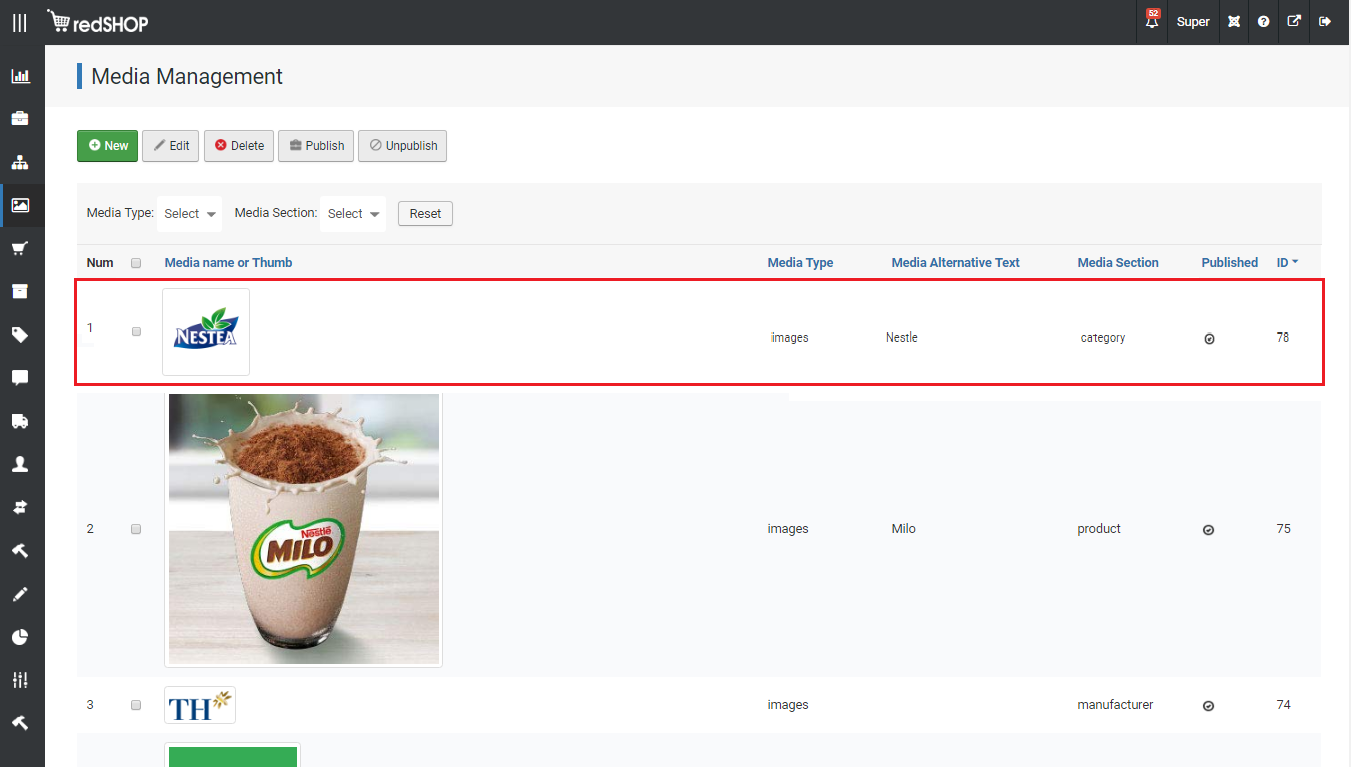 redSHOP
52
Super
Media Management
New Edit Delete Publish Unpublish
Media Type: Select Media Section: Select Reset
Num Media name or Thumb Media Type Media Alternative Text Media Section Published ID
1 NESTEA images Nestle category 78
Nestle
MILO
2 images Milo product 75
3 TH images manufacturer 74